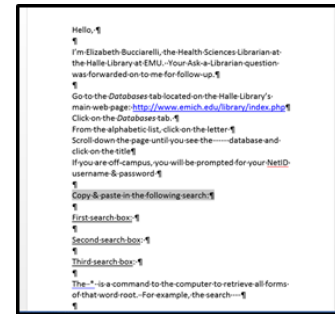 Hello,·¶
¶
I'm·Elizabeth·Bucciarelli,·the·Health·Sciences·Librarian·at·
the·Halle·Library·at·EMU.··Your·Ask-a-Librarian·question·
was·forwarded·on·to·me·for·follow-up.¶
¶
Go·to·the·Databases·tab·located·on·the·Halle·Library's·
main·web·page:·http://www.emich.edu/library/index.php¶
Click·on·the·Databases·tab.·¶
From·the·alphabetic·list,·click·on·the·letter·¶
Scroll·down·the·page·until·you·see·the·------database·and·
click·on·the·title¶
If·you·are·off-campus,·you·will·be·prompted·for·your·NetID·
username·&·password·¶
¶
Copy·&·paste·in·the·following·search:¶
¶
First·search·box:·¶
¶
Second·search·box:·¶
¶
Third·search·box:·¶
¶
The··*··is·a·command·to·the·computer·to·retrieve·all·forms·
of·that·word·root.··For·example,·the·search·---¶
¶